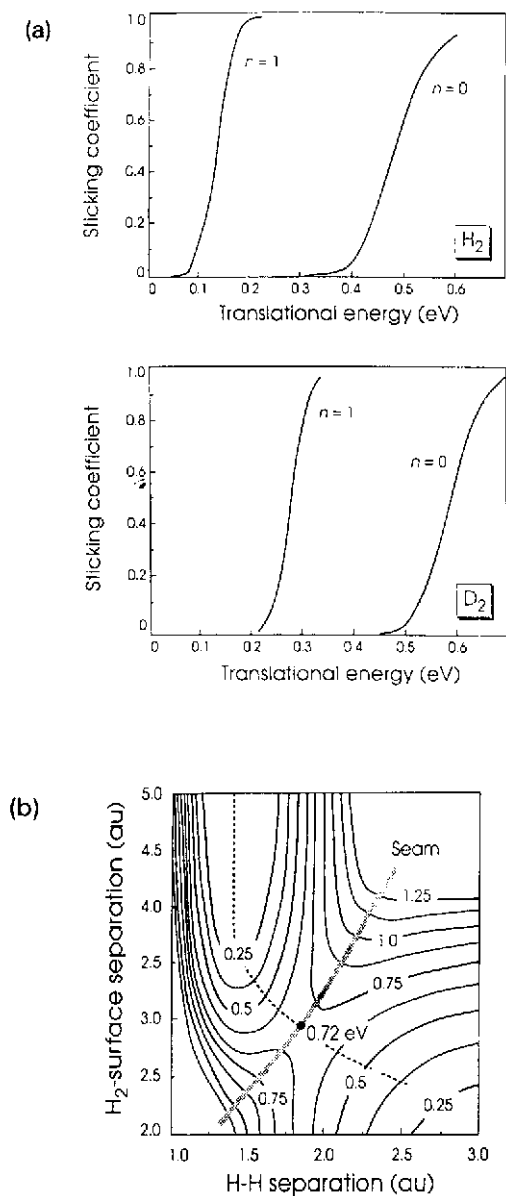 (a)
Sticking coefficient
1.0
0.8
0.6
0.4
0.2
0
n = 1
n = 0
H2
0 0.1 0.2 0.3 0.4 0.5 0.6
Translational energy (eV)
Sticking coefficient
1.0
0.8
0.6
0.4
0.2
0
n = 1
n = 0
D2
0 0.1 0.2 0.3 0.4 0.5 0.6
Translational energy (eV)
(b)
H2-surface separation (au)
5.0
4.5
4.0
3.5
3.0
2.5
2.0
Seam
1.25
1.0
0.25
0.75
0.5
0.72 eV
0.75
0.5
0.25
1.0 1.5 2.0 2.5 3.0
H-H separation (au)